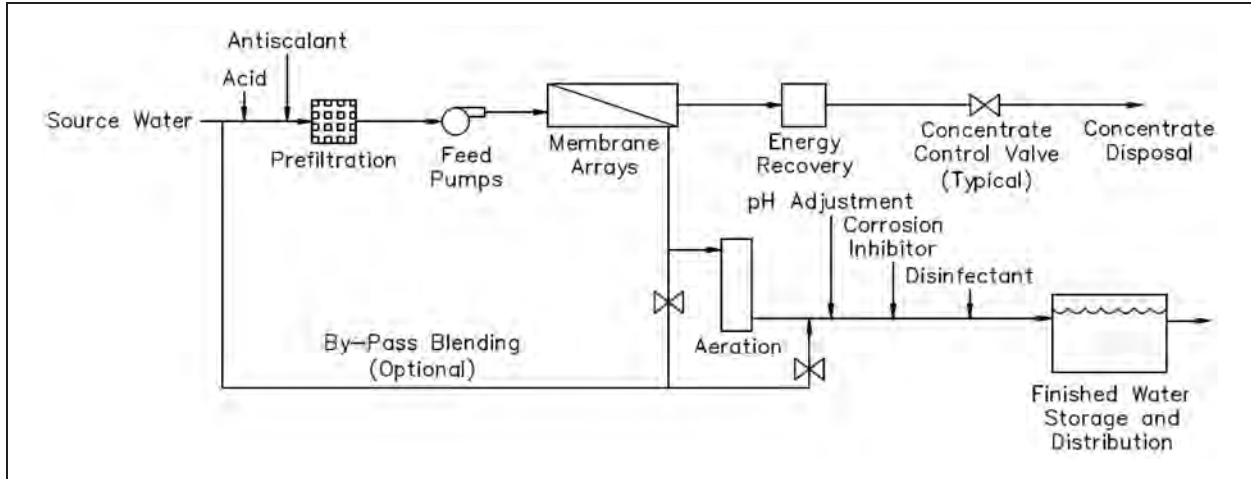 Antiscalant
Acid
Source Water
Prefiltration
Feed
Pumps
Membrane
Arrays
Energy
Recovery
Concentrate
Control Valve
(Typical)
Concentrate
Disposal
pH Adjustment
Corrosion
Inhibitor
Disinfectant
Aeration
By-Pass Blending
(Optional)
Finished Water
Storage and
Distribution